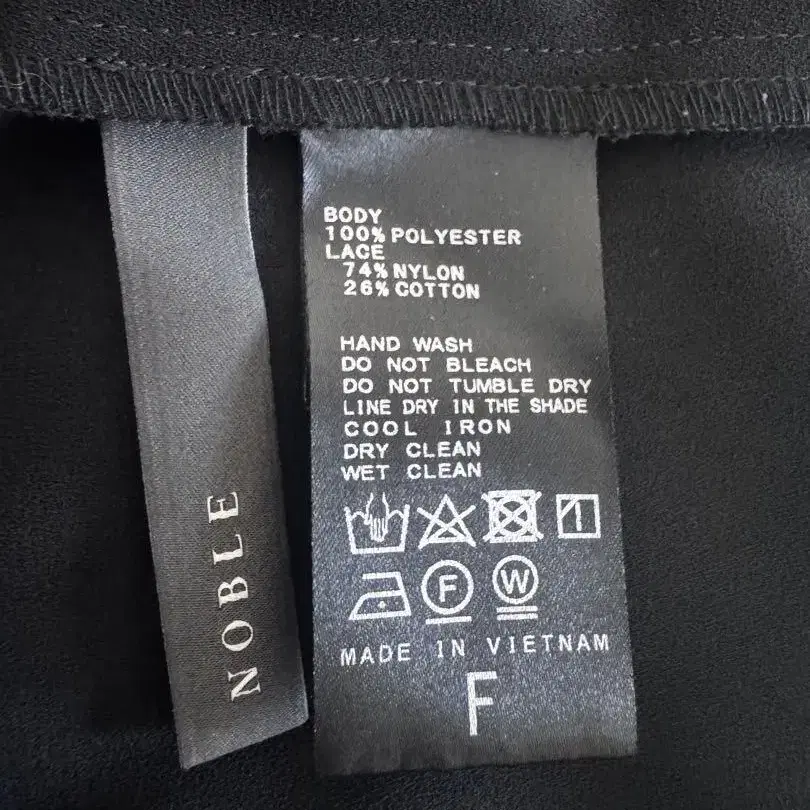 NOBLE
BODY
100% POLYESTER
LACE
74% NYLON
26% COTTON
HAND WASH
DO NOT BLEACH
DO NOT TUMBLE DRY
LINE DRY IN THE SHADE
COOL IRON
DRY CLEAN
WET CLEAN
F W
MADE IN VIETNAM
F